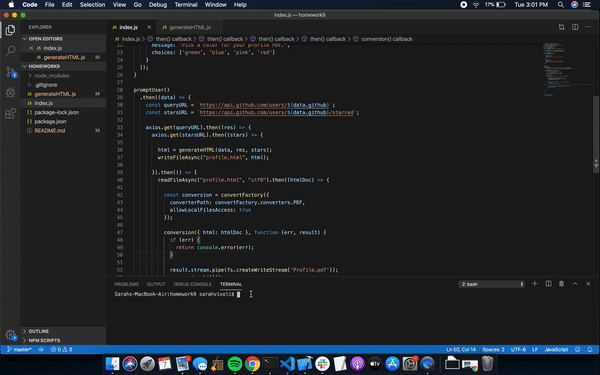 Code File Edit Selection View Go Debug Terminal Window Help 17% Tue 3:01 PM
index.js — homework9
EXPLORER
OPEN EDITORS
index.js
generateHTML.js M
HOMEWORK9
node_modules
.gitignore
generateHTML.js M
index.js
package-lock.json
package.json
README.md M
OUTLINE
NPM SCRIPTS
index.js generateHTML.js
index.js > then() callback > then() callback > then() callback > then() callback > conversion() callback
22 message: 'Pick a color for your profile PDF.',
23 choices: ['green', 'blue', 'pink', 'red']
24 }
25 ]);
26 }
27
28 promptUser()
29 .then((data) => {
30 const queryURL = `https://api.github.com/users/${data.github}`;
31 const starsURL = `https://api.github.com/users/${data.github}/starred`;
32
33 axios.get(queryURL).then((res) => {
34 axios.get(starsURL).then((stars) => {
35
36 html = generateHTML(data, res, stars);
37 writeFileAsync("profile.html", html);
38
39 }).then(() => {
40 readFileAsync("profile.html", "utf8").then((htmlDoc) => {
41
42 const conversion = convertFactory({
43 converterPath: convertFactory.converters.PDF,
44 allowLocalFilesAccess: true
45 });
46
47 conversion({ html: htmlDoc }, function (err, result) {
48 if (err) {
49 return console.error(err);
50 }
51
52 result.stream.pipe(fs.createWriteStream('Profile.pdf'));
PROBLEMS OUTPUT DEBUG CONSOLE TERMINAL 2: bash
Sarahs-MacBook-Air:homework9 sarahvivoli$
master* 0 0 Ln 50, Col 14 Spaces: 2 UTF-8 LF JavaScript